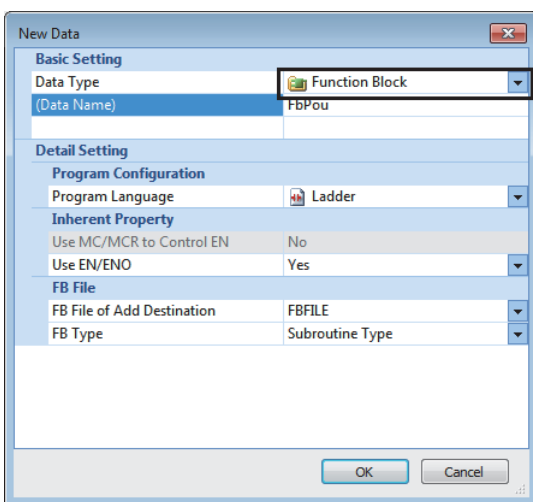 New Data
Basic Setting
Data Type Function Block
(Data Name) FbPou
Detail Setting
Program Configuration
Program Language Ladder
Inherent Property
Use MC/MCR to Control EN No
Use EN/ENO Yes
FB File
FB File of Add Destination FBFILE
FB Type Subroutine Type
OK Cancel